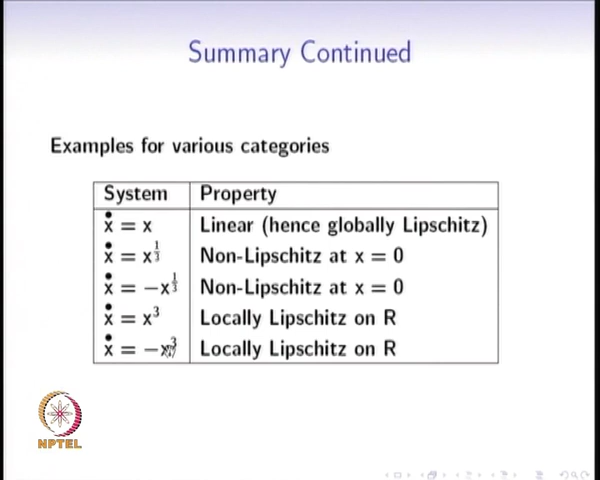 Summary Continued
Examples for various categories
System Property
ẋ = x Linear (hence globally Lipschitz)
ẋ = x^{1/3} Non-Lipschitz at x = 0
ẋ = −x^{1/3} Non-Lipschitz at x = 0
ẋ = x³ Locally Lipschitz on R
ẋ = −x³ Locally Lipschitz on R
NPTEL